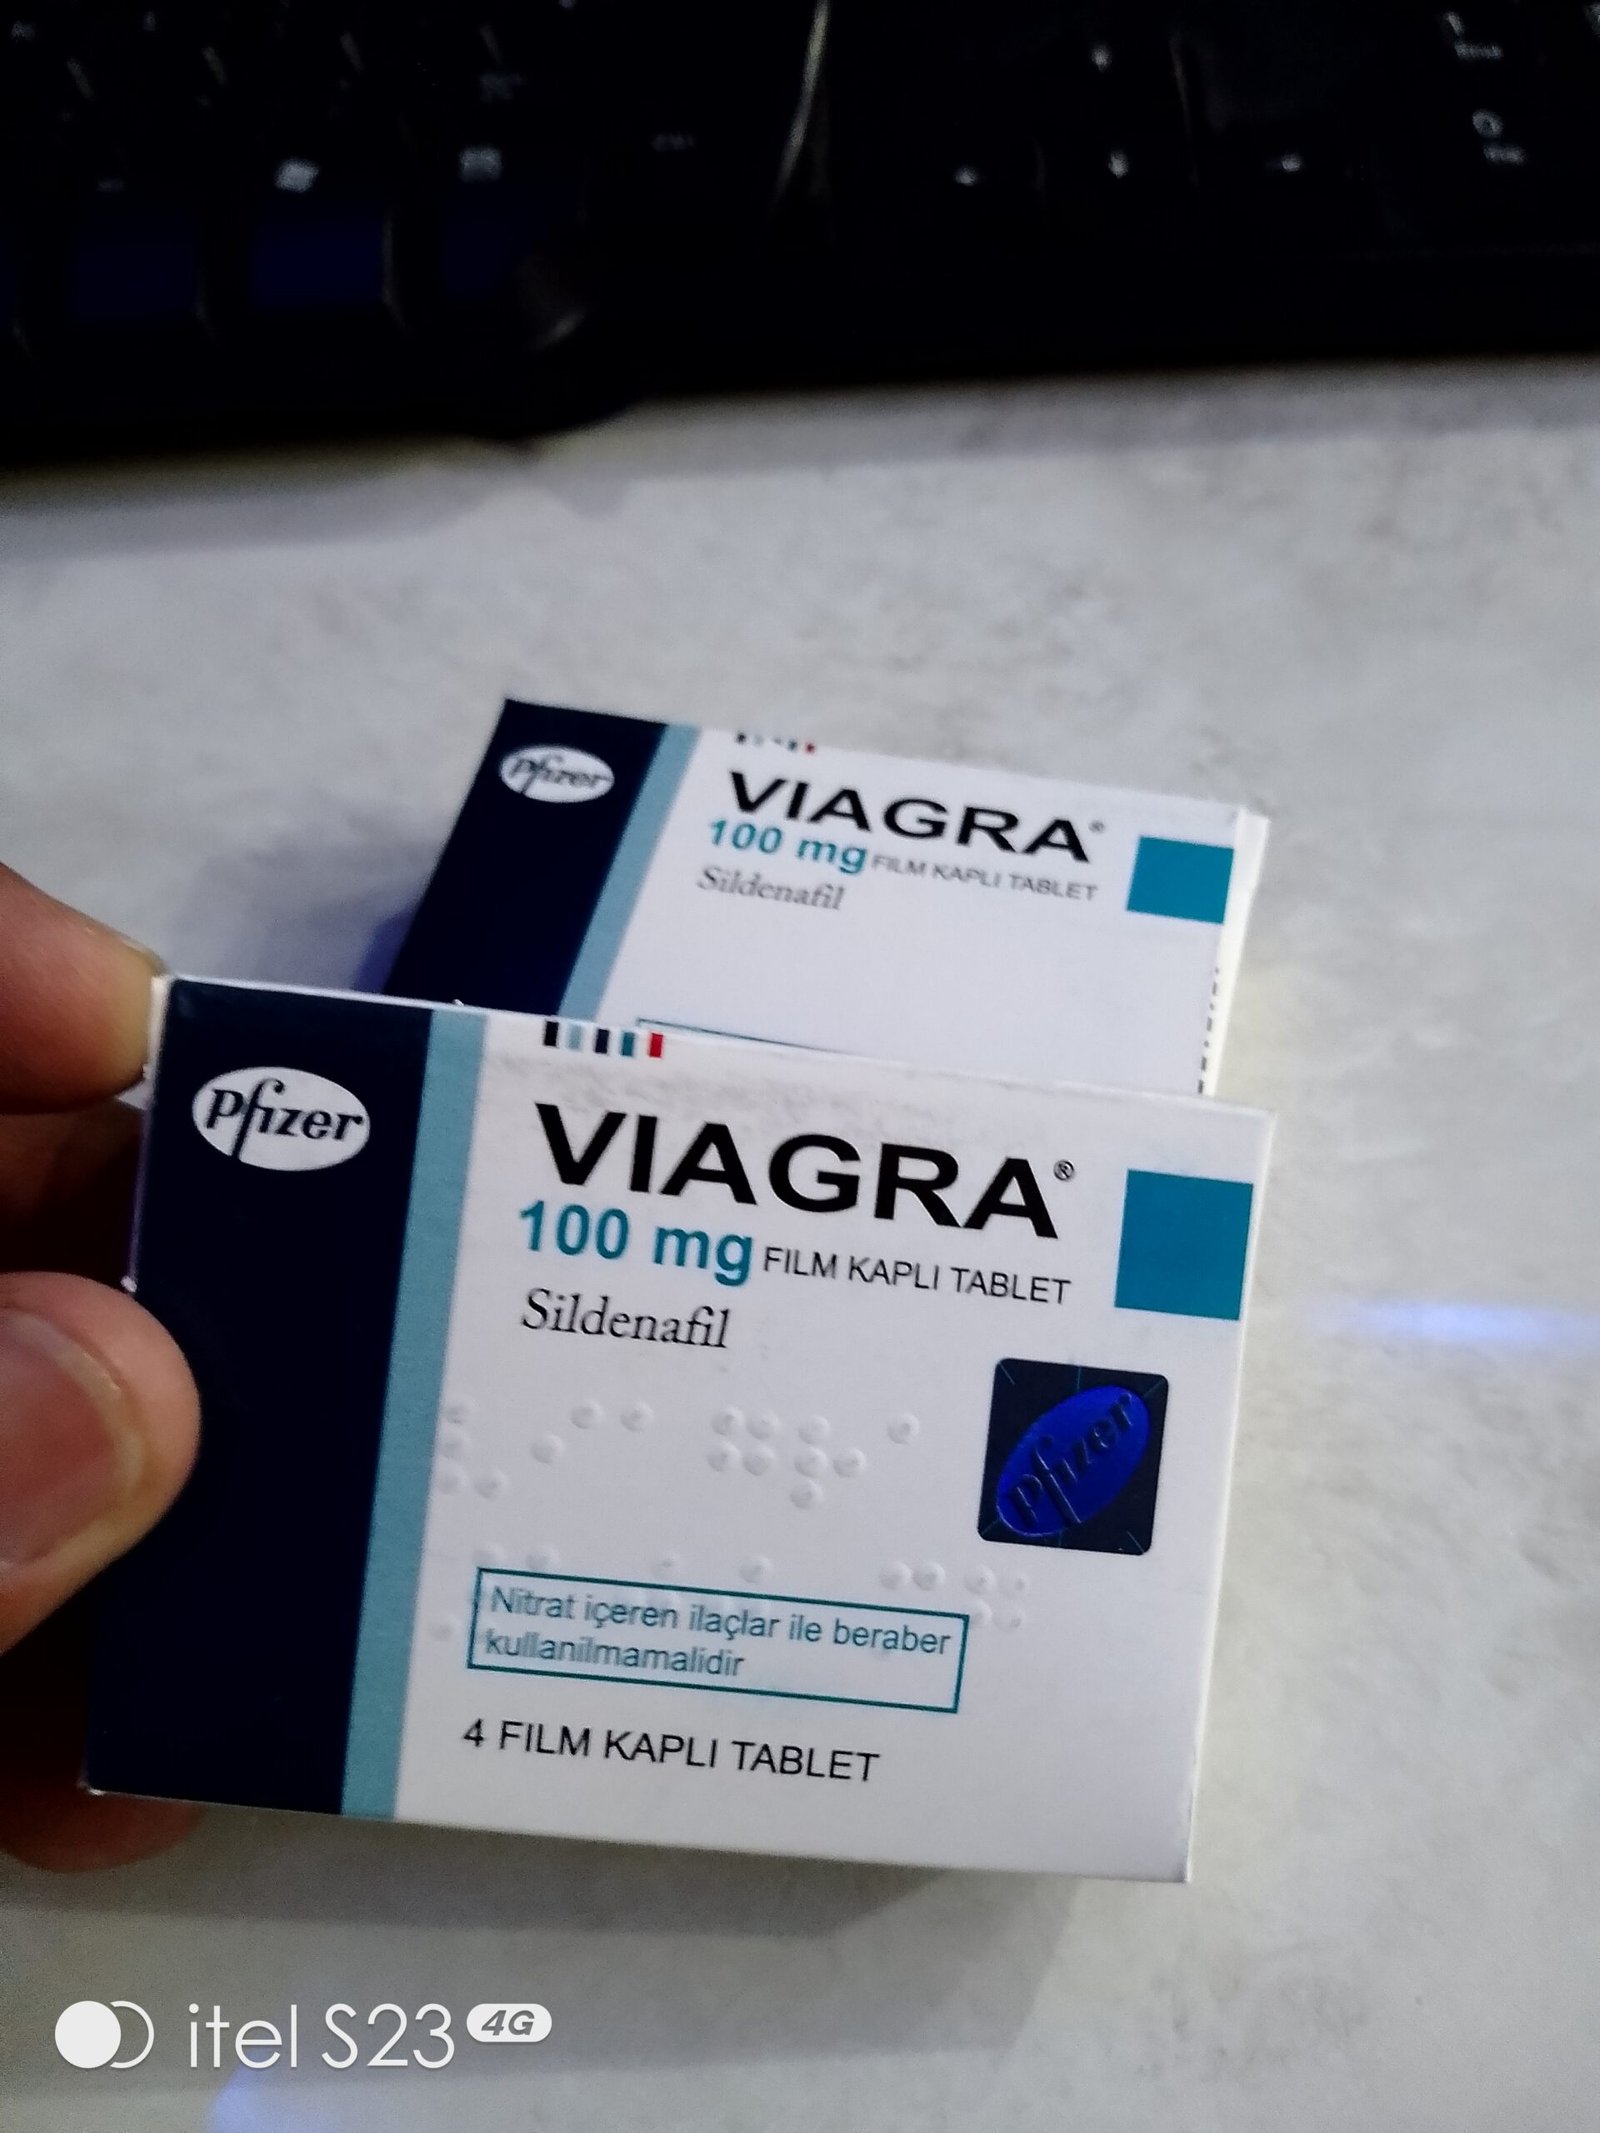 Pfizer
VIAGRA®
100 mg FILM KAPLI TABLET
Sildenafil
Pfizer
VIAGRA®
100 mg FILM KAPLI TABLET
Sildenafil
Pfizer
Nitrat içeren ilaçlar ile beraber
kullanilmamalidir
4 FILM KAPLI TABLET
itel S23 4G